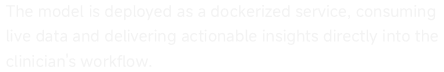 The model is deployed as a dockerized service, consuming
live data and delivering actionable insights directly into the
clinician's workflow.